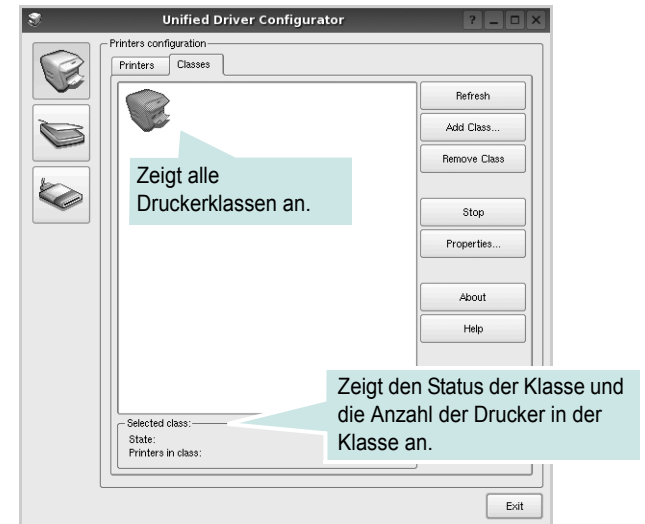 Unified Driver Configurator
Printers configuration
Printers Classes
Refresh
Add Class...
Remove Class
Zeigt alle
Druckerklassen an.
Stop
Properties...
About
Help
Zeigt den Status der Klasse und
die Anzahl der Drucker in der
Klasse an.
Selected class:
State:
Printers in class:
Exit